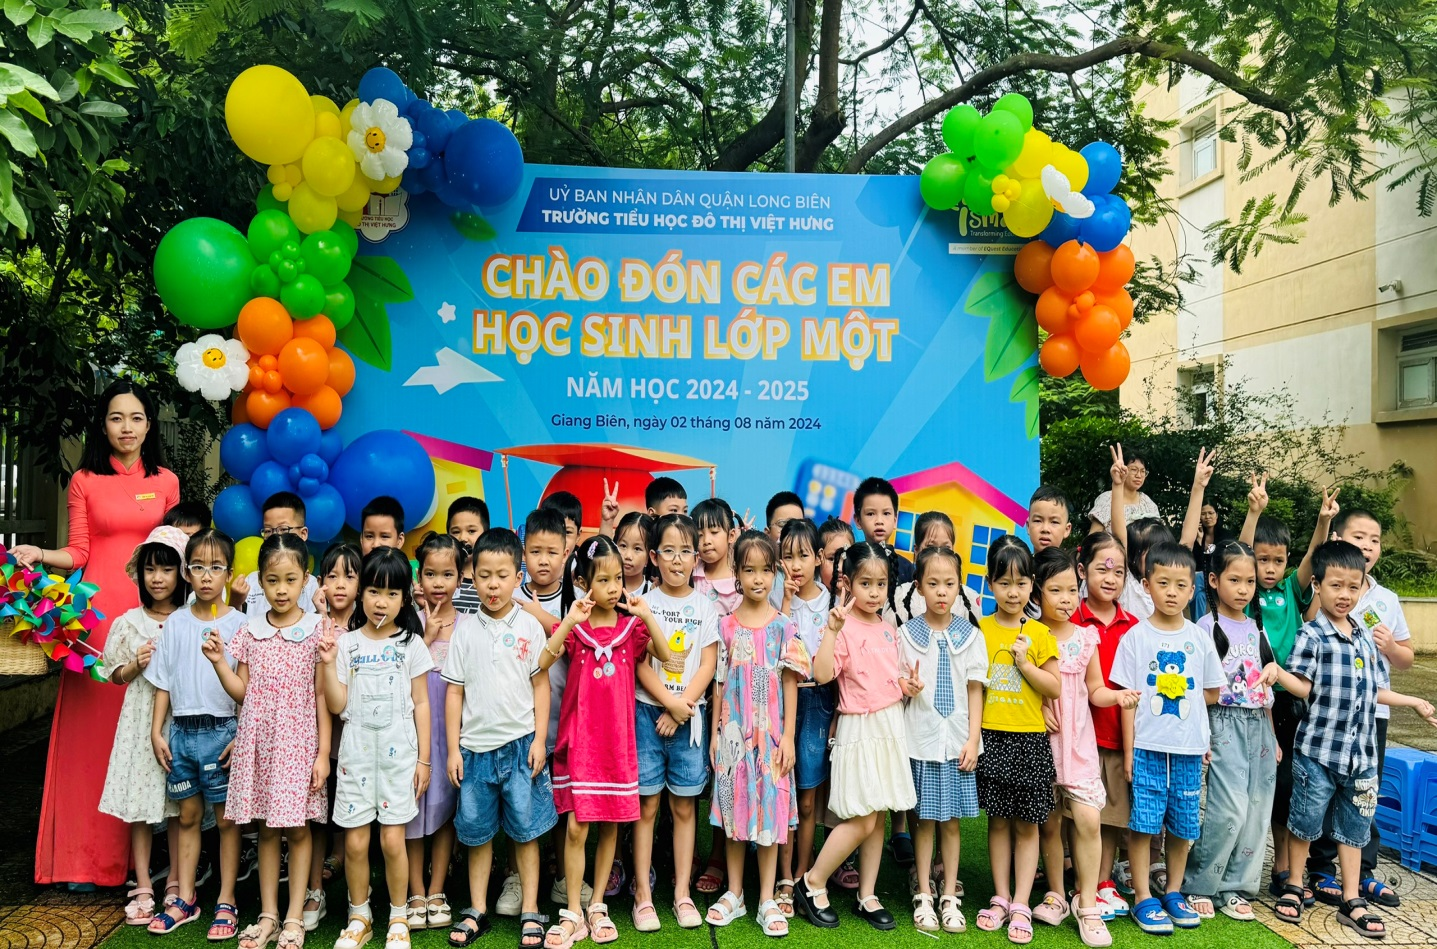 UỶ BAN NHÂN DÂN QUẬN LONG BIÊN
TRƯỜNG TIỂU HỌC ĐÔ THỊ VIỆT HƯNG
CHÀO ĐÓN CÁC EM
HỌC SINH LỚP MỘT
NĂM HỌC 2024 - 2025
Giang Biên, ngày 02 tháng 08 năm 2024